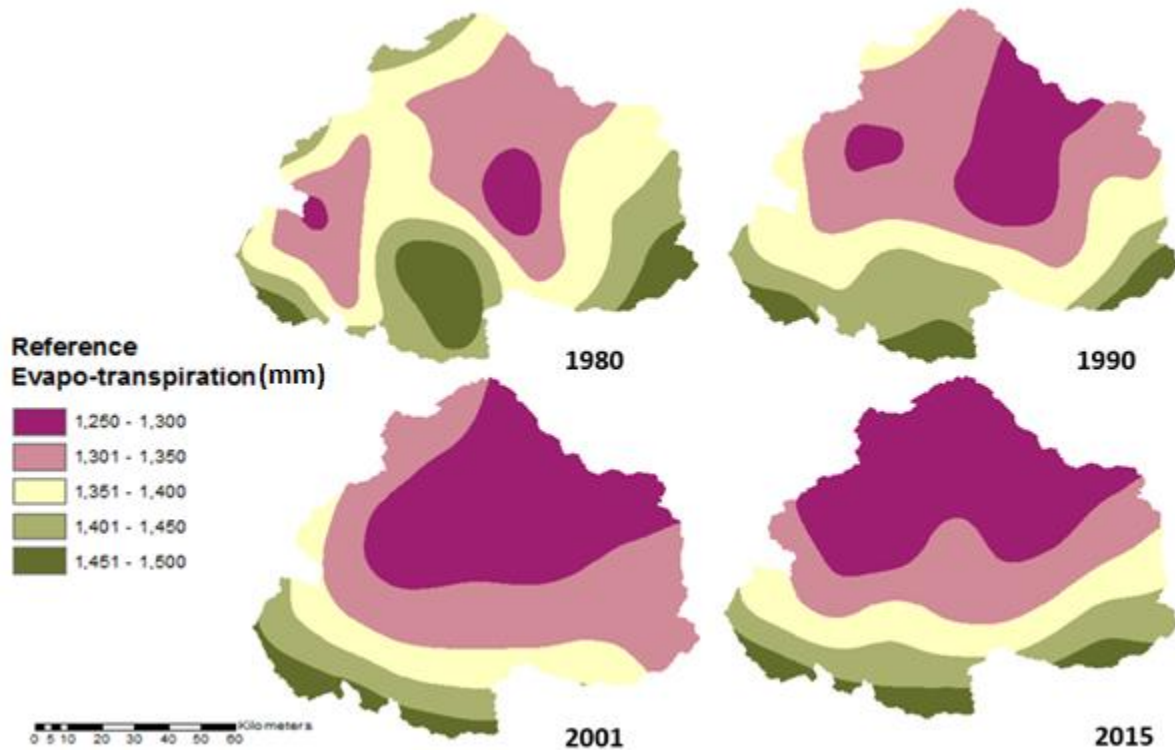 1980
1990
Reference
Evapo-transpiration(mm)
1,250 - 1,300
1,301 - 1,350
1,351 - 1,400
1,401 - 1,450
1,451 - 1,500
Kilometers
0 5 10 20 30 40 50 60
2001
2015